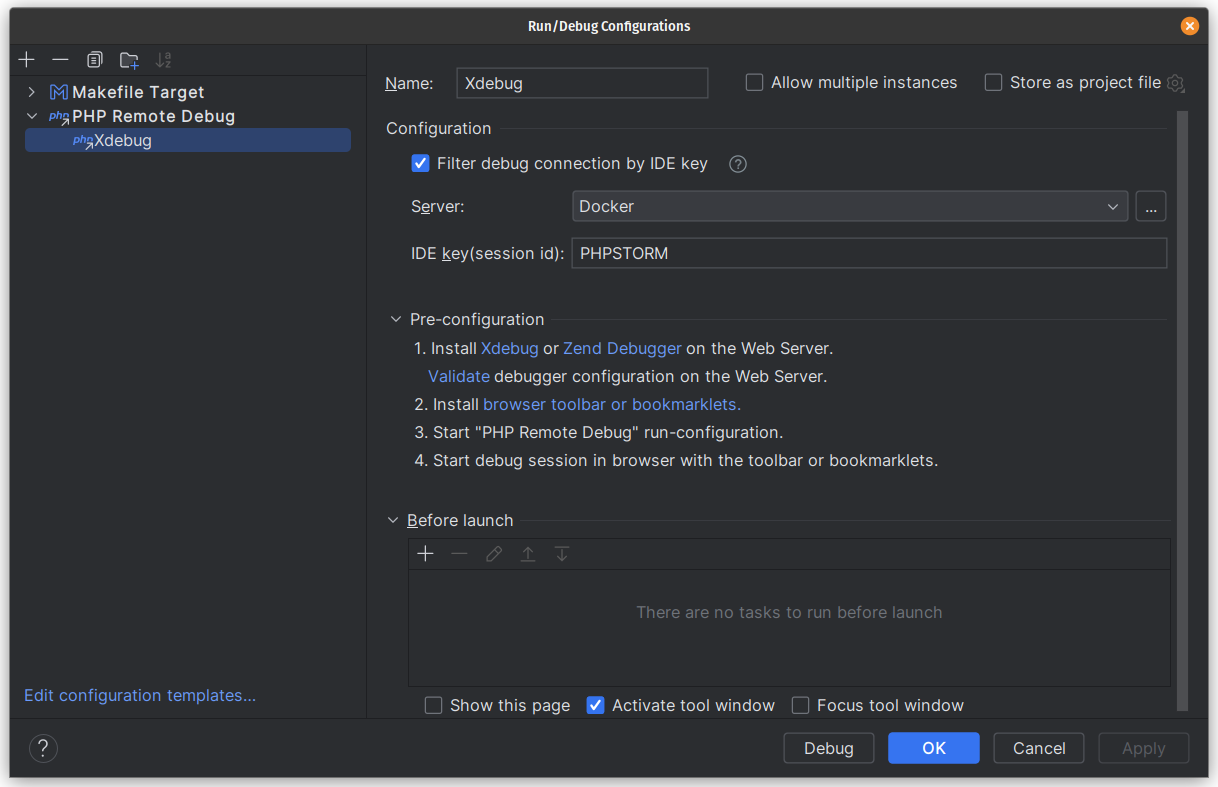 Run/Debug Configurations
Makefile Target
PHP Remote Debug
Xdebug
Edit configuration templates...
Name: Xdebug
Allow multiple instances
Store as project file
Configuration
Filter debug connection by IDE key
Server: Docker ...
IDE key(session id): PHPSTORM
Pre-configuration
1. Install Xdebug or Zend Debugger on the Web Server.
Validate debugger configuration on the Web Server.
2. Install browser toolbar or bookmarklets.
3. Start "PHP Remote Debug" run-configuration.
4. Start debug session in browser with the toolbar or bookmarklets.
Before launch
There are no tasks to run before launch
Show this page Activate tool window Focus tool window
? Debug OK Cancel Apply